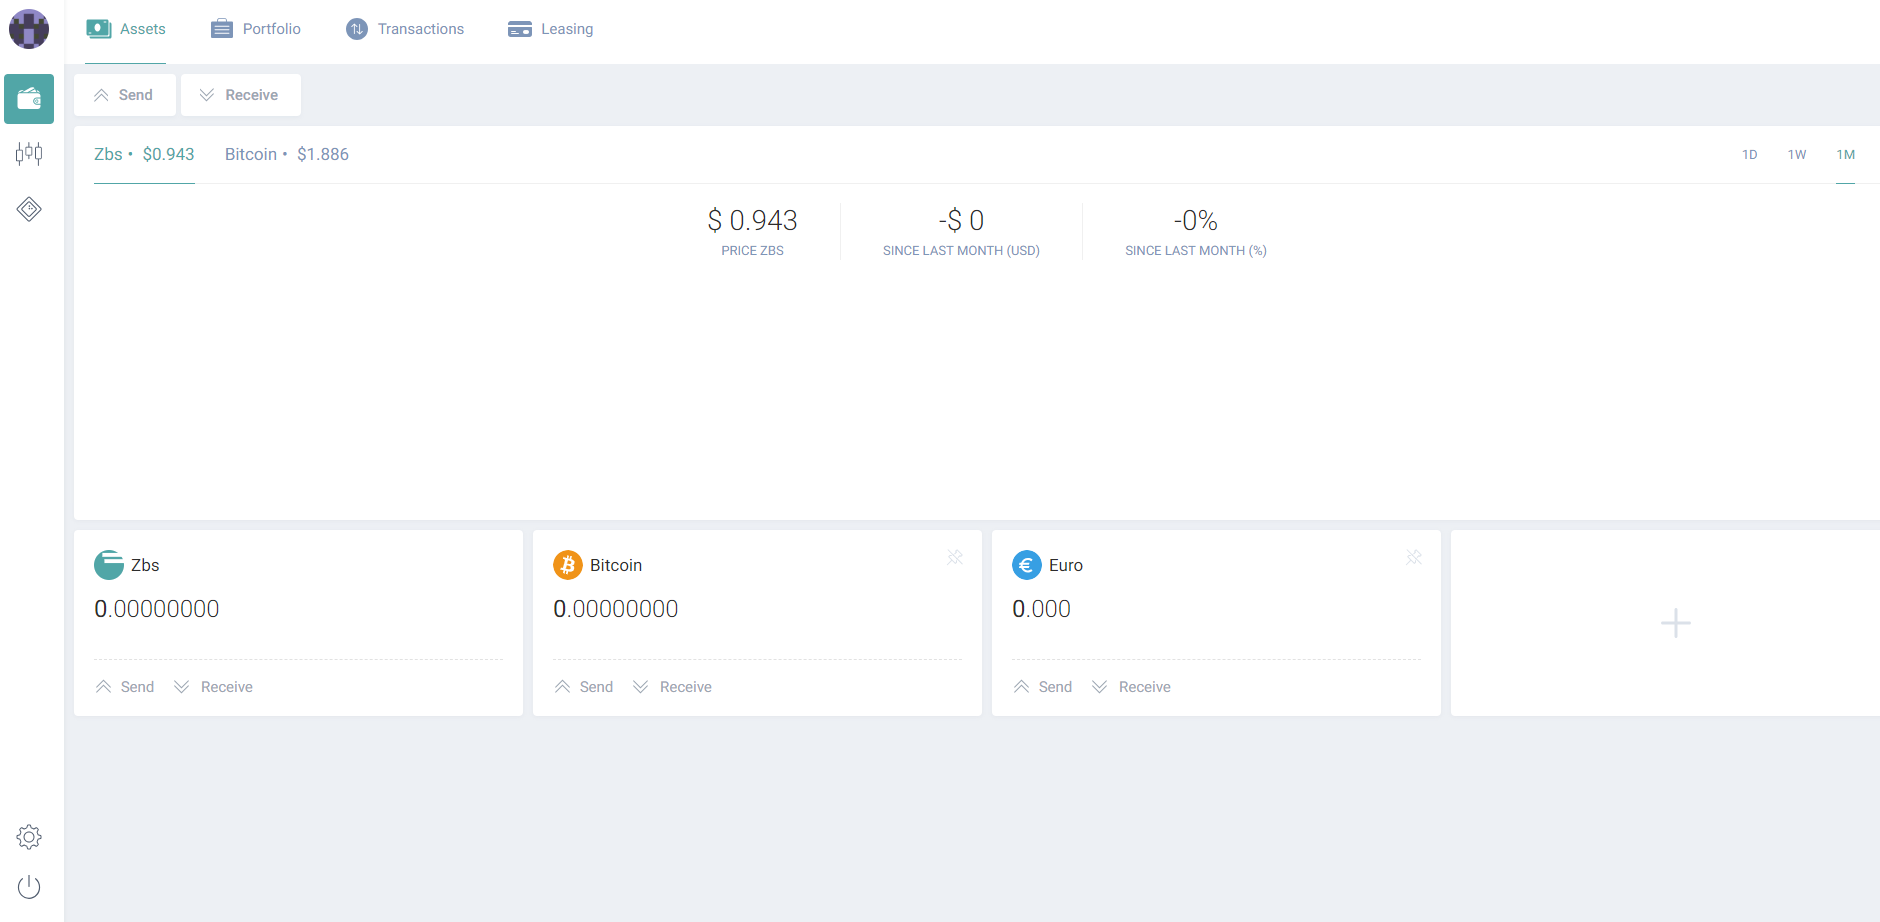 Assets Portfolio Transactions Leasing
Send Receive
Zbs • $0.943 Bitcoin • $1.886 1D 1W 1M
$ 0.943 -$ 0 -0%
PRICE ZBS SINCE LAST MONTH (USD) SINCE LAST MONTH (%)
Zbs Bitcoin Euro
0.00000000 0.00000000 0.000
Send Receive Send Receive Send Receive